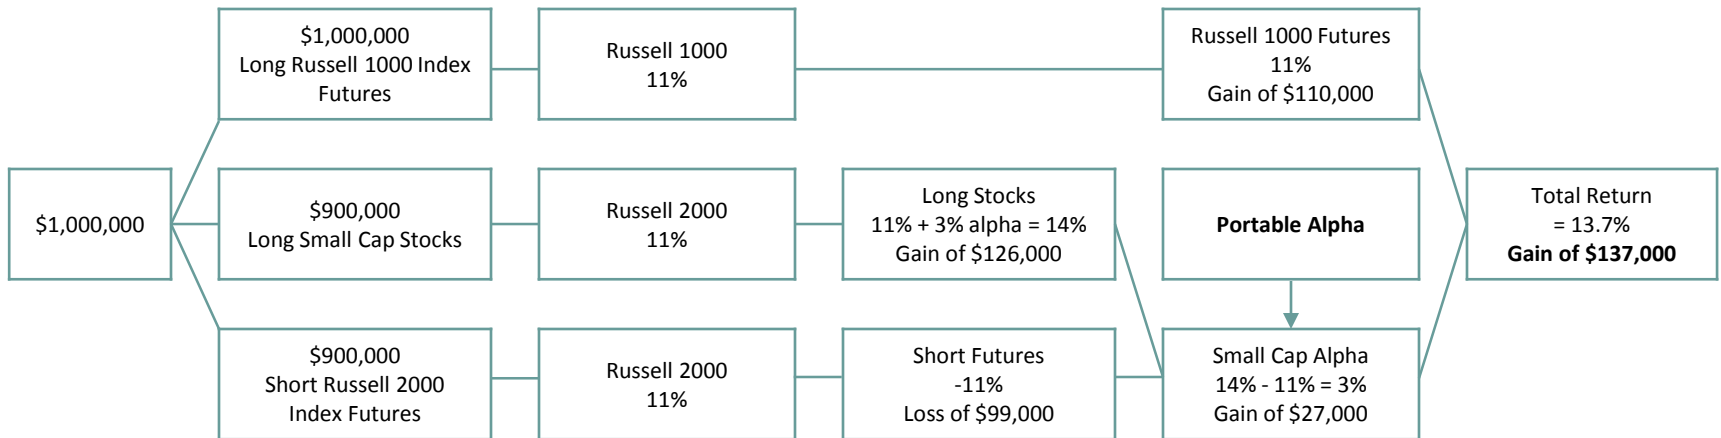 $1,000,000
Long Russell 1000 Index
Futures
Russell 1000
11%
Russell 1000 Futures
11%
Gain of $110,000
$1,000,000
$900,000
Long Small Cap Stocks
Russell 2000
11%
Long Stocks
11% + 3% alpha = 14%
Gain of $126,000
Portable Alpha
Total Return
= 13.7%
Gain of $137,000
$900,000
Short Russell 2000
Index Futures
Russell 2000
11%
Short Futures
-11%
Loss of $99,000
Small Cap Alpha
14% - 11% = 3%
Gain of $27,000